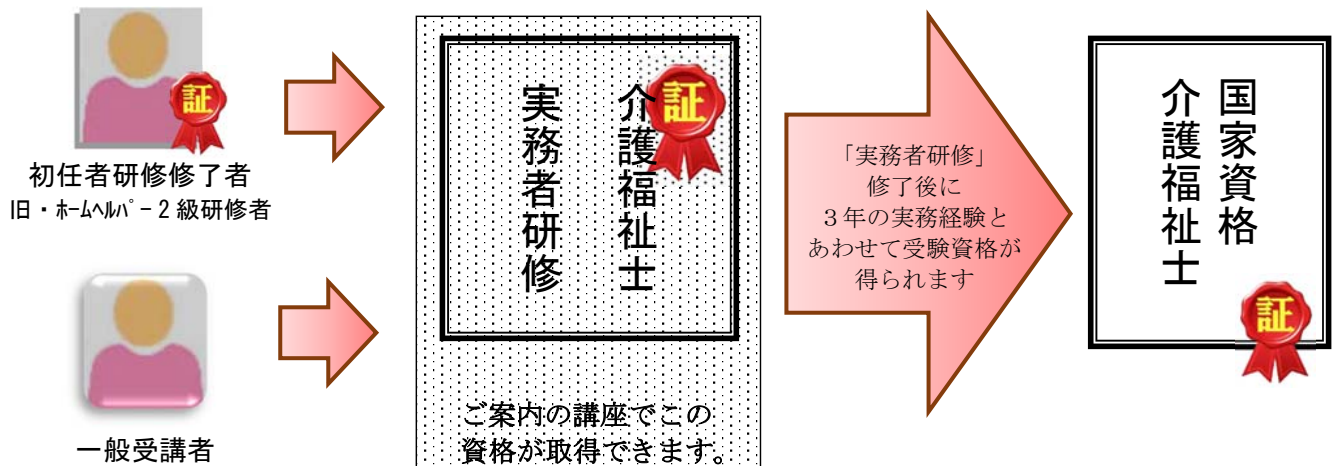 証
初任者研修修了者
旧・ﾎｰﾑﾍﾙﾊﾟｰ２級研修者
一般受講者
介護福祉士
実務者研修
証
ご案内の講座でこの
資格が取得できます。
「実務者研修」
修了後に
３年の実務経験と
あわせて受験資格が
得られます
国家資格
介護福祉士
証